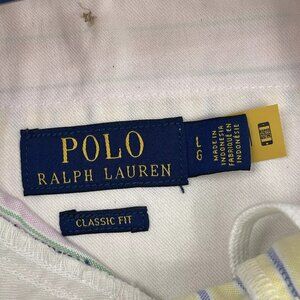 POLO
RALPH LAUREN
L
G
MADE IN
INDONESIA
FABRIQUÉ EN
INDONÉSIE
CLASSIC FIT